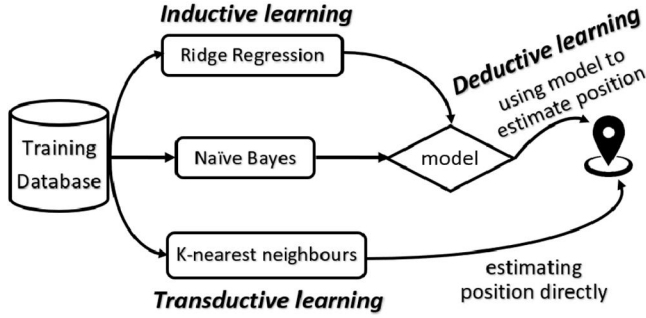 Inductive learning
Ridge Regression
Deductive learning
using model to
estimate position
Training
Database
Naïve Bayes
model
K-nearest neighbours
Transductive learning
estimating
position directly